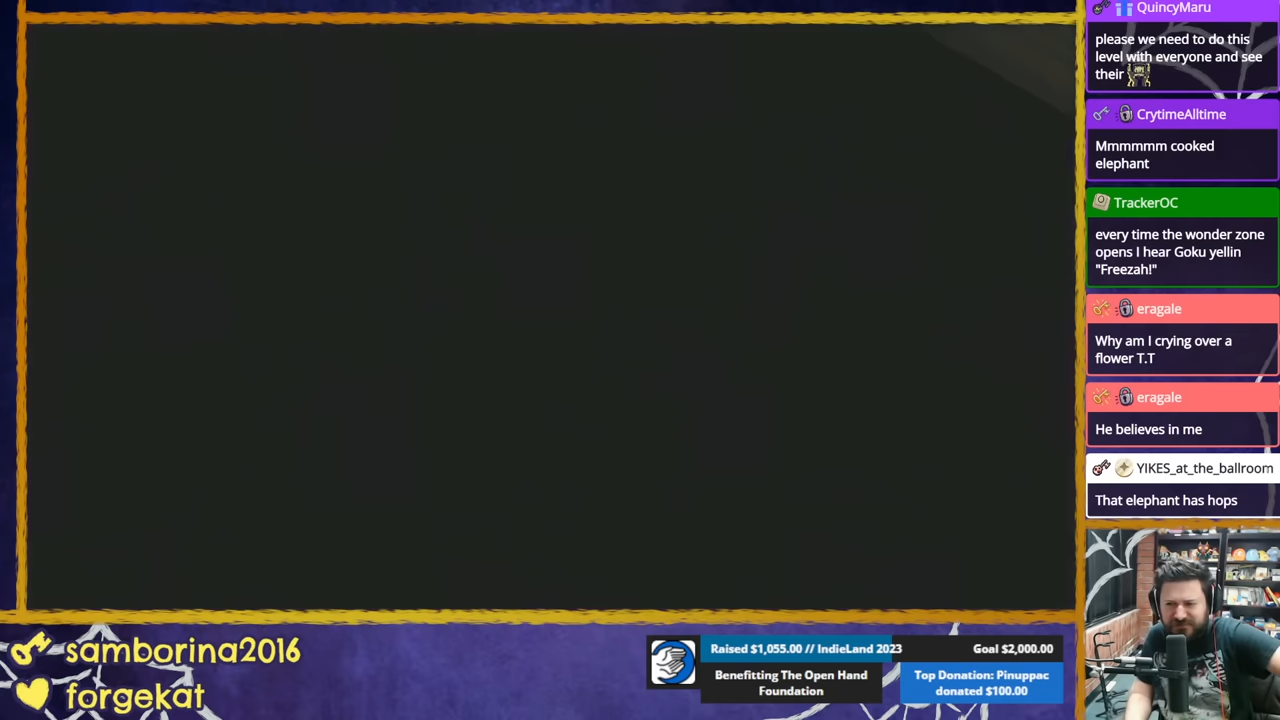 QuincyMaru
please we need to do this
level with everyone and see
their
CrytimeAlltime
Mmmmmm cooked
elephant
TrackerOC
every time the wonder zone
opens I hear Goku yellin
"Freezah!"
eragale
Why am I crying over a
flower T.T
eragale
He believes in me
YIKES_at_the_ballroom
That elephant has hops
samborina2016
forgekat
Raised $1,055.00 // IndieLand 2023
Goal $2,000.00
Benefitting The Open Hand
Foundation
Top Donation: Pinuppac
donated $100.00